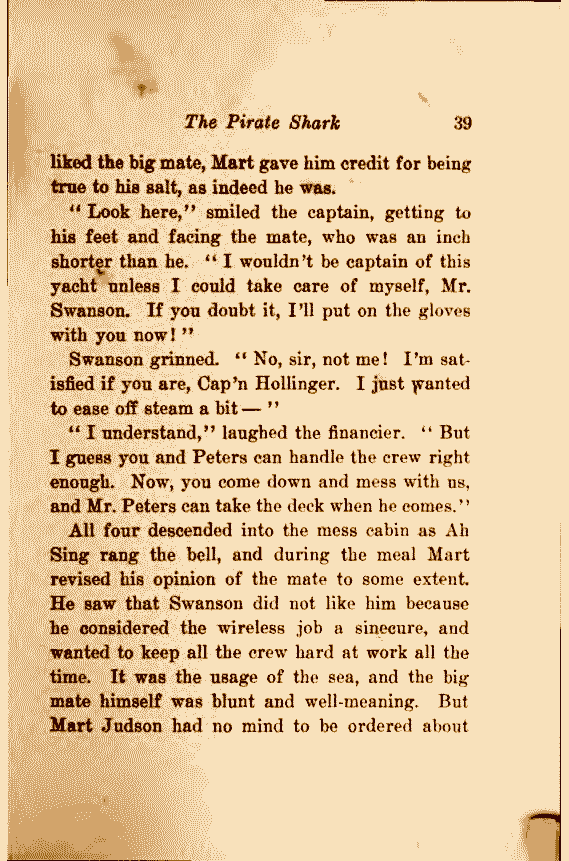 The Pirate Shark 39
liked the big mate, Mart gave him credit for being
true to his salt, as indeed he was.
" Look here," smiled the captain, getting to
his feet and facing the mate, who was an inch
shorter than he. " I wouldn't be captain of this
yacht unless I could take care of myself, Mr.
Swanson. If you doubt it, I'll put on the gloves
with you now! "
Swanson grinned. " No, sir, not me! I'm sat-
isfied if you are, Cap'n Hollinger. I just wanted
to ease off steam a bit— "
" I understand," laughed the financier. " But
I guess you and Peters can handle the crew right
enough. Now, you come down and mess with us,
and Mr. Peters can take the deck when he comes."
All four descended into the mess cabin as Ah
Sing rang the bell, and during the meal Mart
revised his opinion of the mate to some extent.
He saw that Swanson did not like him because
he considered the wireless job a sinecure, and
wanted to keep all the crew hard at work all the
time. It was the usage of the sea, and the big
mate himself was blunt and well-meaning. But
Mart Judson had no mind to be ordered about